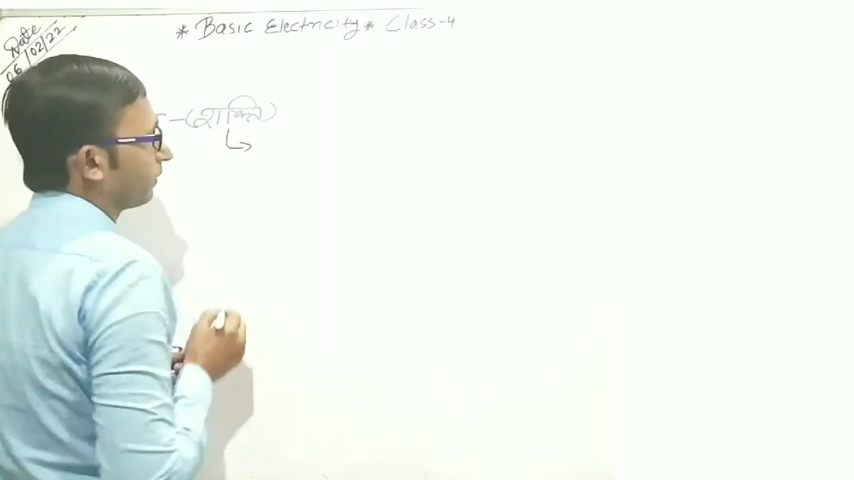 Date
06/02/22
* Basic Electricity * Class-4
-(शक्ति)